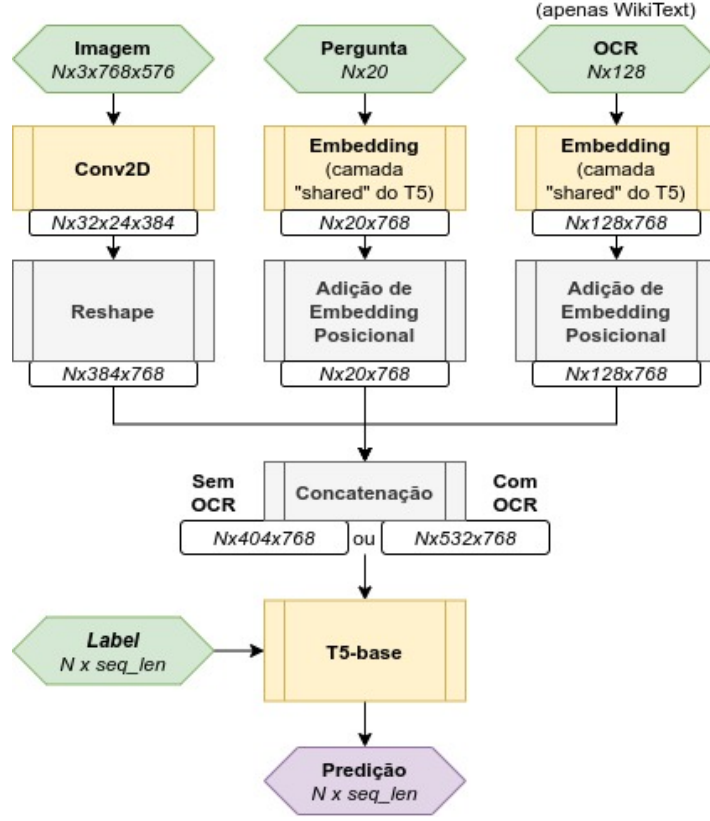 (apenas WikiText)
Imagem
Nx3x768x576
Pergunta
Nx20
OCR
Nx128
Conv2D
Embedding
(camada
"shared" do T5)
Embedding
(camada
"shared" do T5)
Nx32x24x384
Nx20x768
Nx128x768
Reshape
Adição de
Embedding
Posicional
Adição de
Embedding
Posicional
Nx384x768
Nx20x768
Nx128x768
Sem
OCR
Concatenação
Com
OCR
Nx404x768
ou
Nx532x768
Label
N x seq_len
T5-base
Predição
N x seq_len